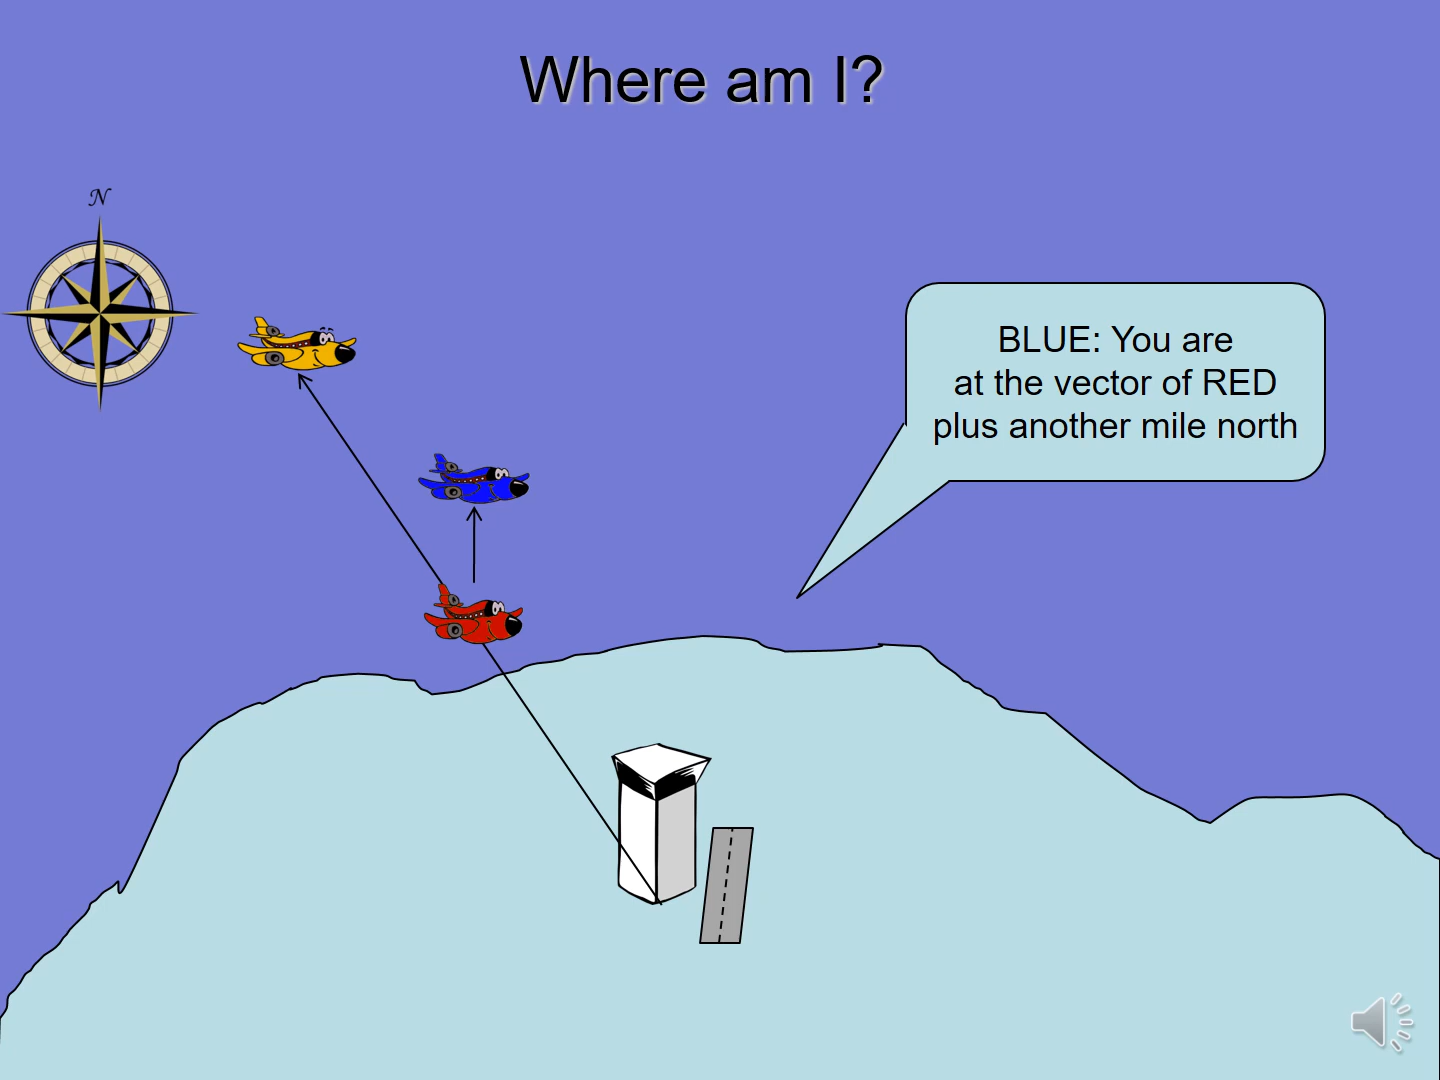 Where am I?
N
BLUE: You are
at the vector of RED
plus another mile north